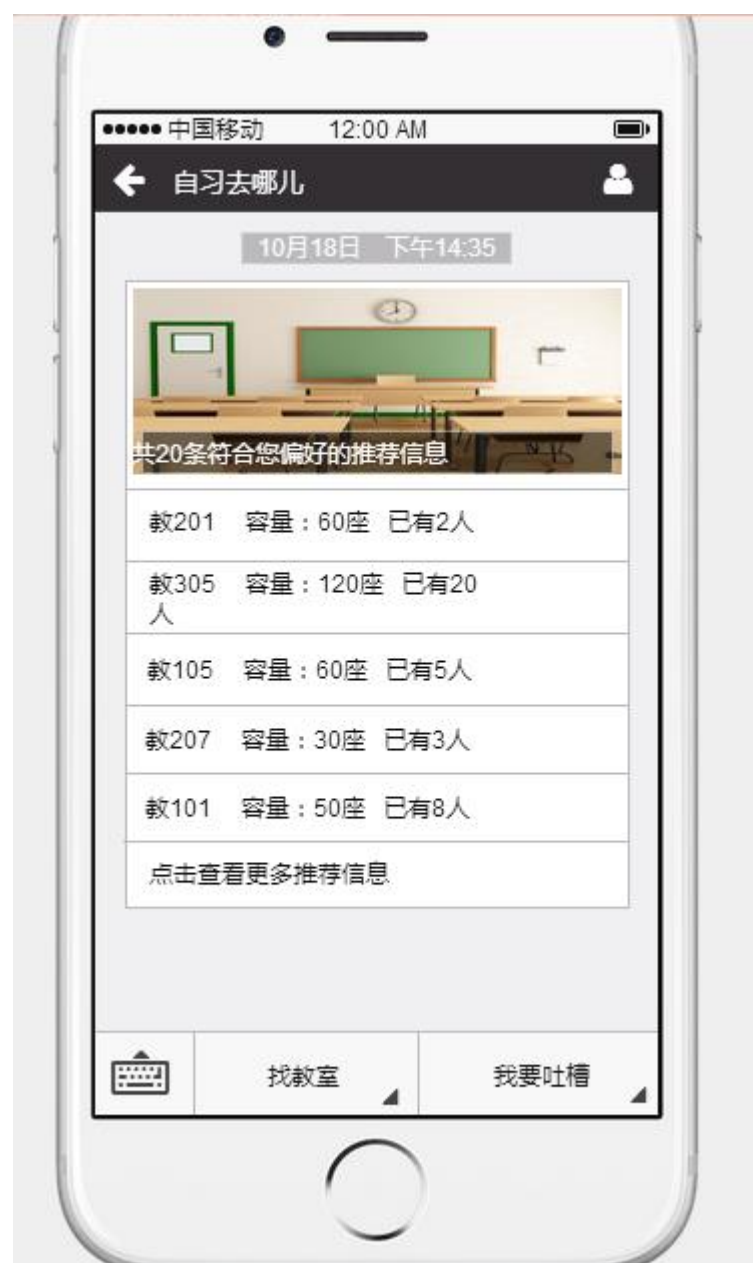 中国移动 12:00 AM
自习去哪儿
10月18日 下午14:35
共20条符合您偏好的推荐信息
教201 容量：60座 已有2人
教305 容量：120座 已有20
人
教105 容量：60座 已有5人
教207 容量：30座 已有3人
教101 容量：50座 已有8人
点击查看更多推荐信息
找教室 我要吐槽